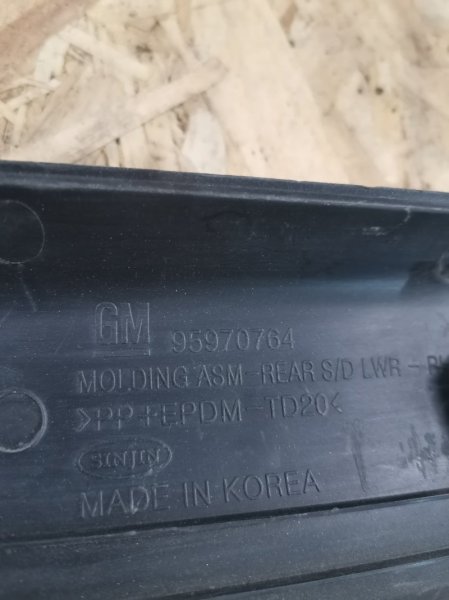 GM 95970764
MOLDING ASM-REAR S/D LWR-
>PP+EPDM-TD20<
SINJIN
MADE IN KOREA